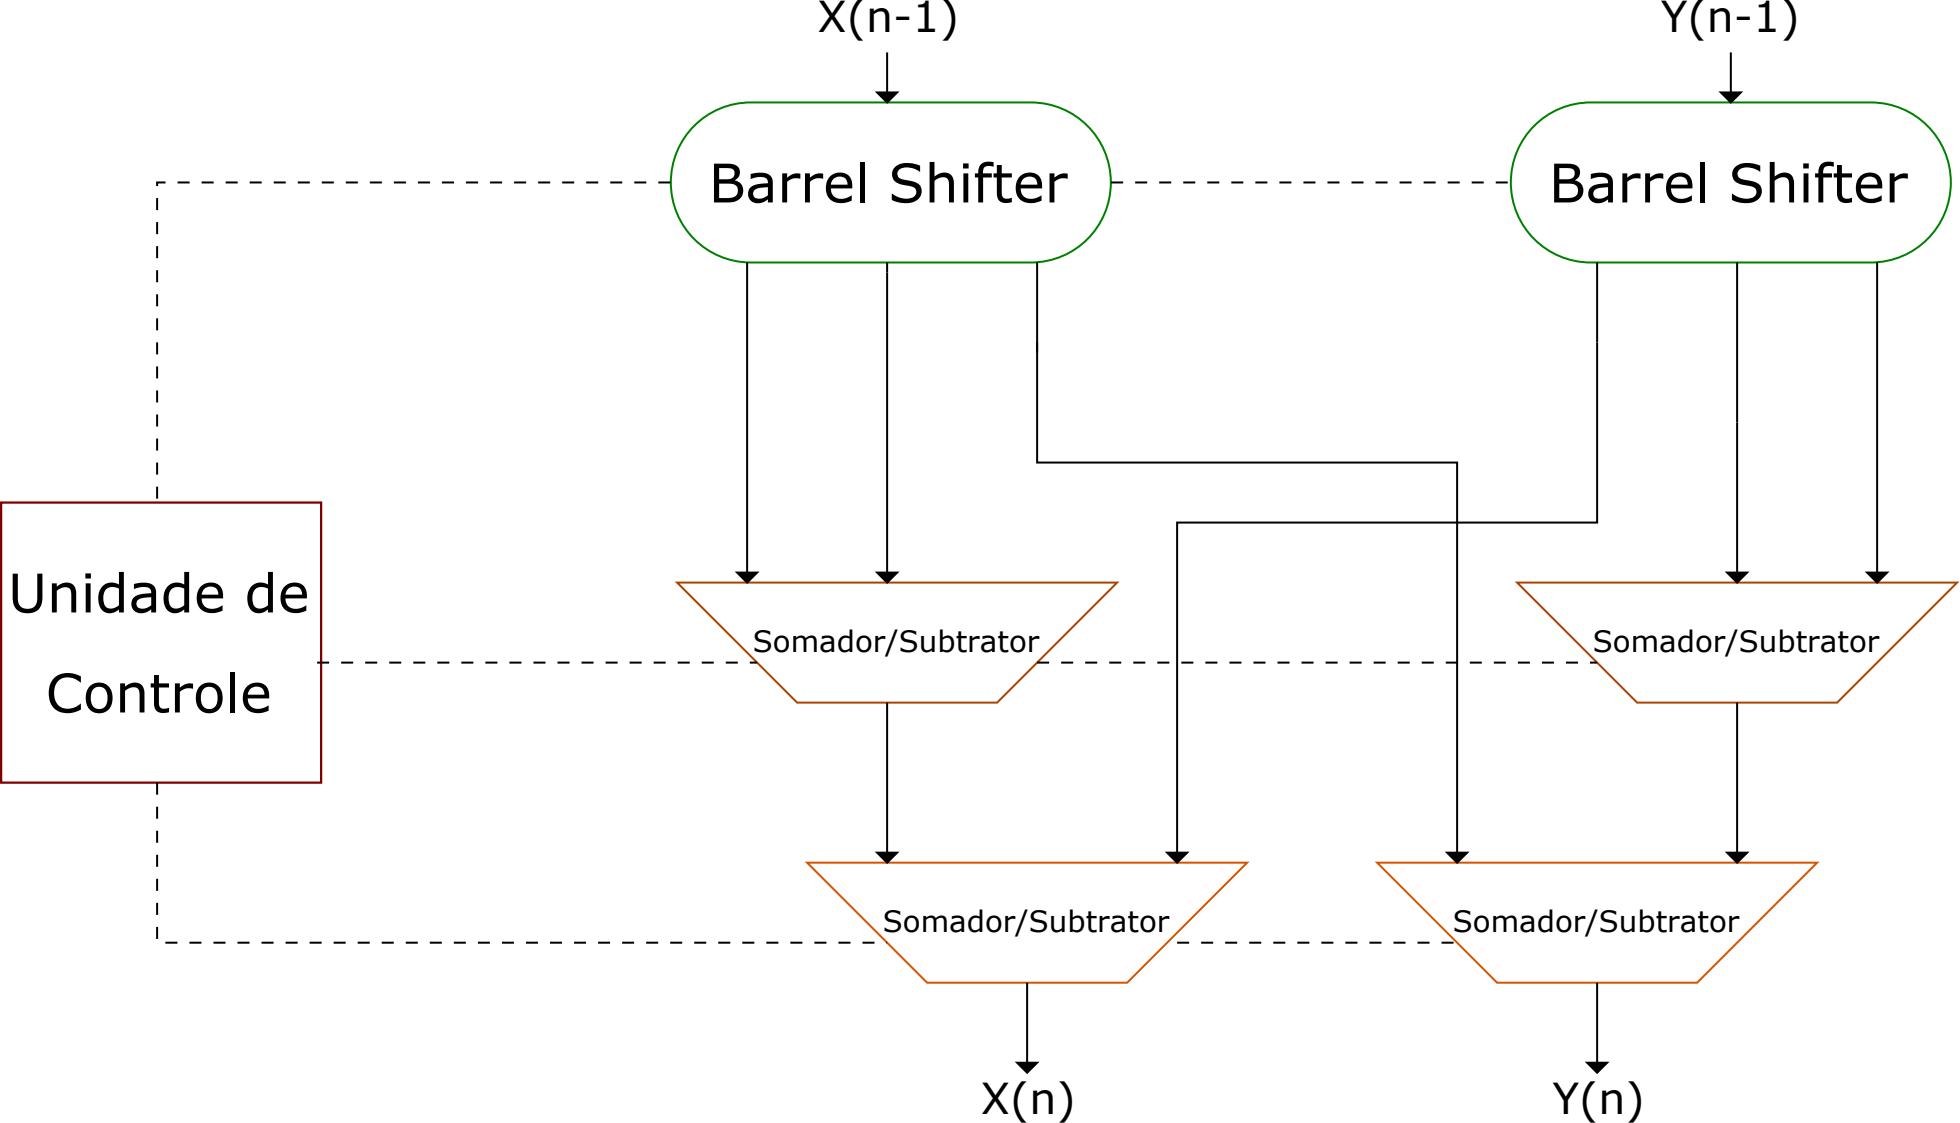 X(n-1)
Y(n-1)
Barrel Shifter
Barrel Shifter
Unidade de
Controle
Somador/Subtrator
Somador/Subtrator
Somador/Subtrator
Somador/Subtrator
X(n)
Y(n)